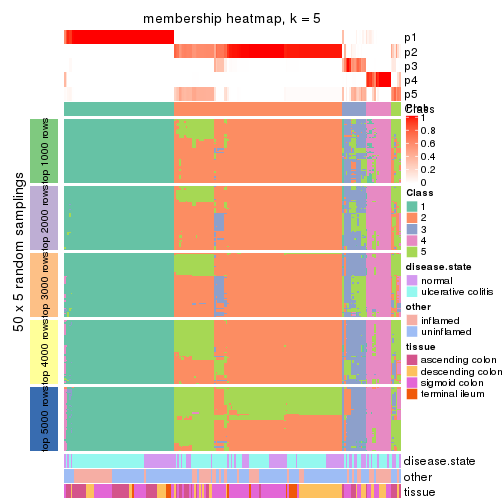 membership heatmap, k = 5
p1
p2
p3
p4
p5
Class
Prob
Class
1
0.8
0.6
0.4
0.2
0
Class
1
2
3
4
5
disease.state
normal
ulcerative colitis
other
inflamed
uninflamed
tissue
ascending colon
descending colon
sigmoid colon
terminal ileum
50 x 5 random samplings
top 1000 rows
top 2000 rows
top 3000 rows
top 4000 rows
top 5000 rows
disease.state
other
tissue